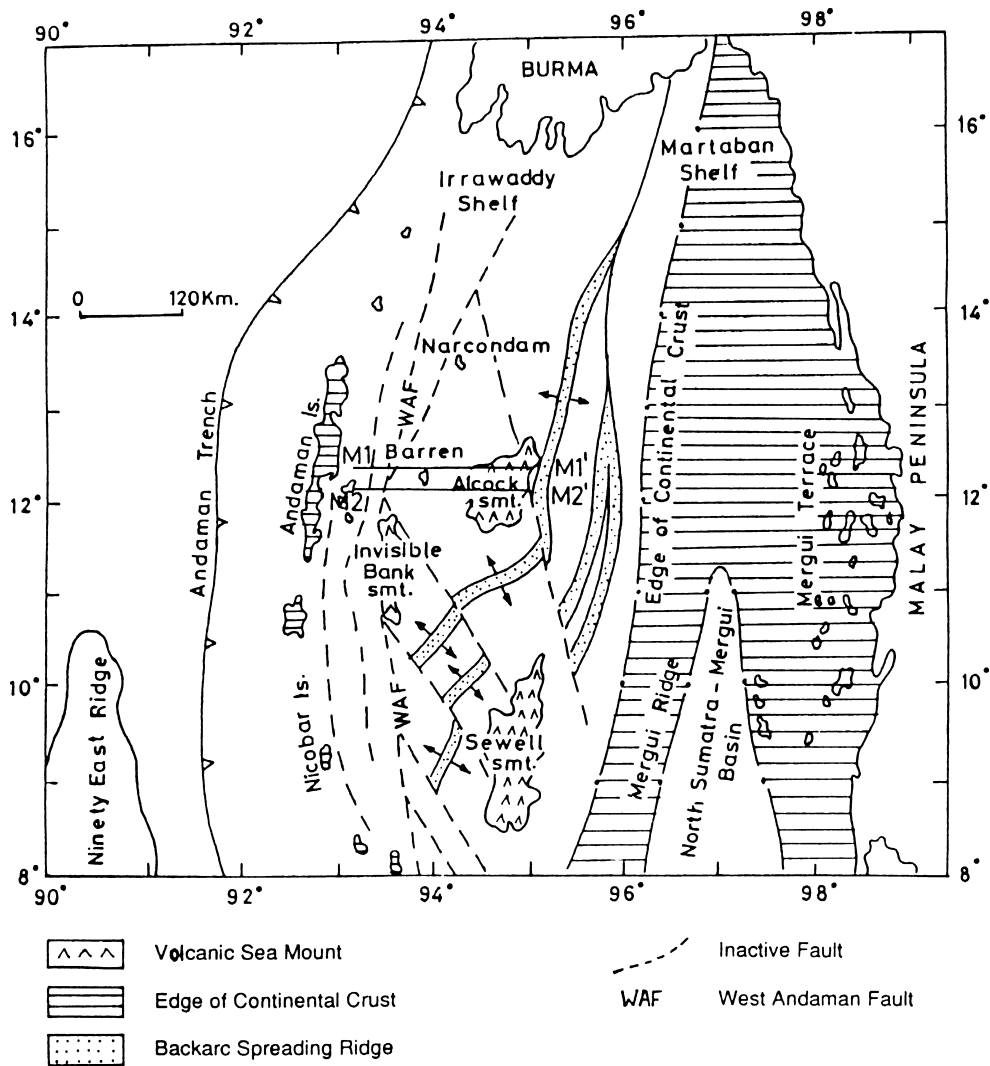 90° 92° 94° 96° 98°
BURMA
16° 16°
Martaban
Shelf
Irrawaddy
Shelf
0 120Km.
14° 14°
Narcondam
WAF
Andaman Trench
Andaman Is.
Edge of Continental Crust
Mergui Terrace
MALAY PENINSULA
M1 Barren M1'
12° Alcock 12°
smt.
M2 M2'
Invisible
Bank
smt.
10° 10°
Nicobar Is.
WAF
Sewell
smt.
Mergui Ridge
North Sumatra-Mergui
Basin
Ninety East Ridge
8° 8°
90° 92° 94° 96° 98°
Volcanic Sea Mount
Edge of Continental Crust
Backarc Spreading Ridge
Inactive Fault
WAF West Andaman Fault